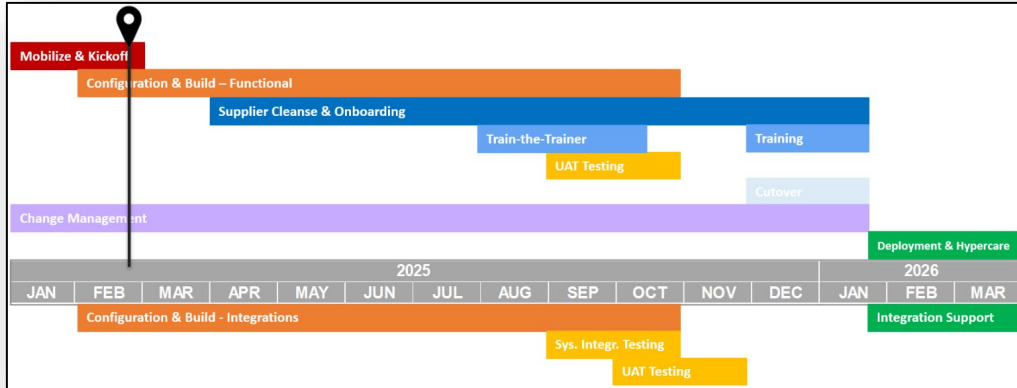 Mobilize & Kickoff
Configuration & Build – Functional
Supplier Cleanse & Onboarding
Train-the-Trainer
Training
UAT Testing
Cutover
Change Management
Deployment & Hypercare
2025
2026
JAN FEB MAR APR MAY JUN JUL AUG SEP OCT NOV DEC JAN FEB MAR
Configuration & Build - Integrations
Integration Support
Sys. Integr. Testing
UAT Testing